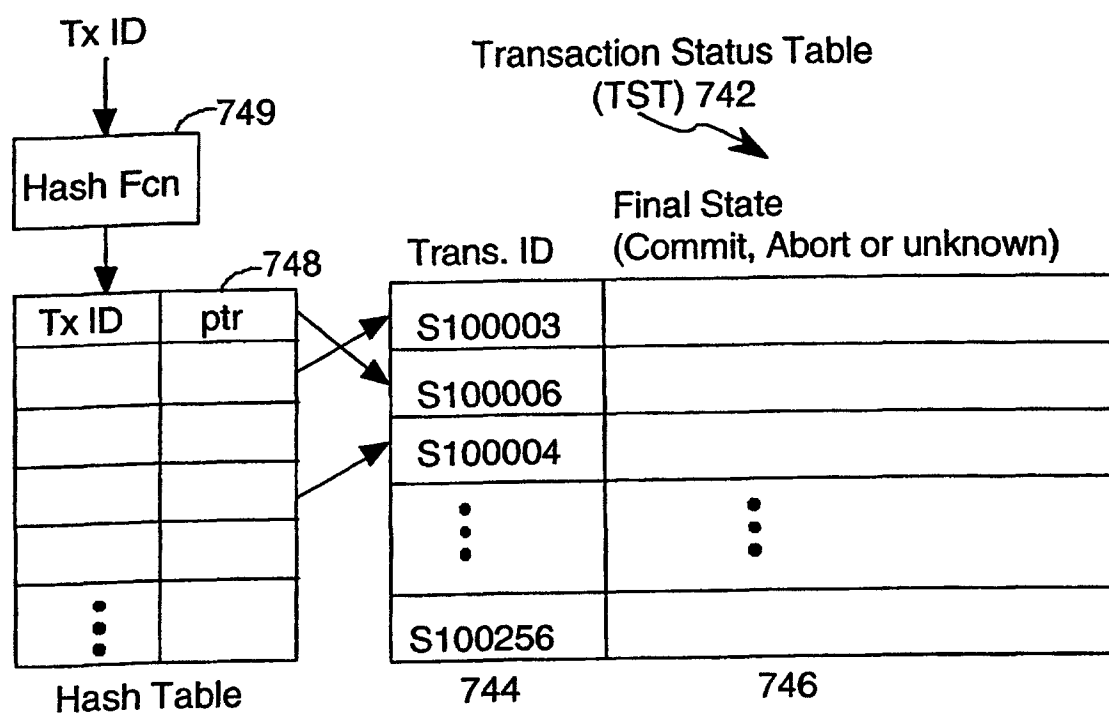 Tx ID
749
Hash Fcn
748
Tx ID ptr
Hash Table
Transaction Status Table
(TST) 742
Trans. ID
Final State
(Commit, Abort or unknown)
S100003
S100006
S100004
S100256
744
746